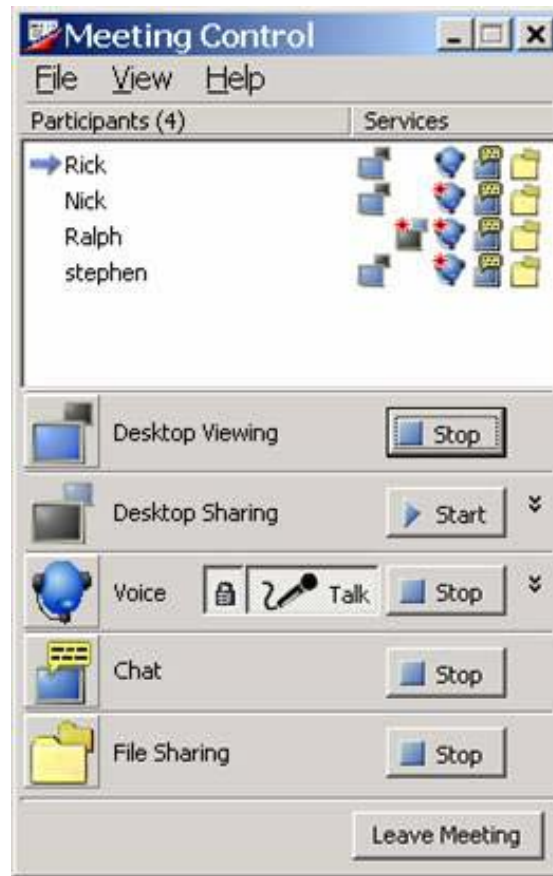 Meeting Control
File View Help
Participants (4) Services
Rick
Nick
Ralph
stephen
Desktop Viewing Stop
Desktop Sharing Start
Voice Talk Stop
Chat Stop
File Sharing Stop
Leave Meeting